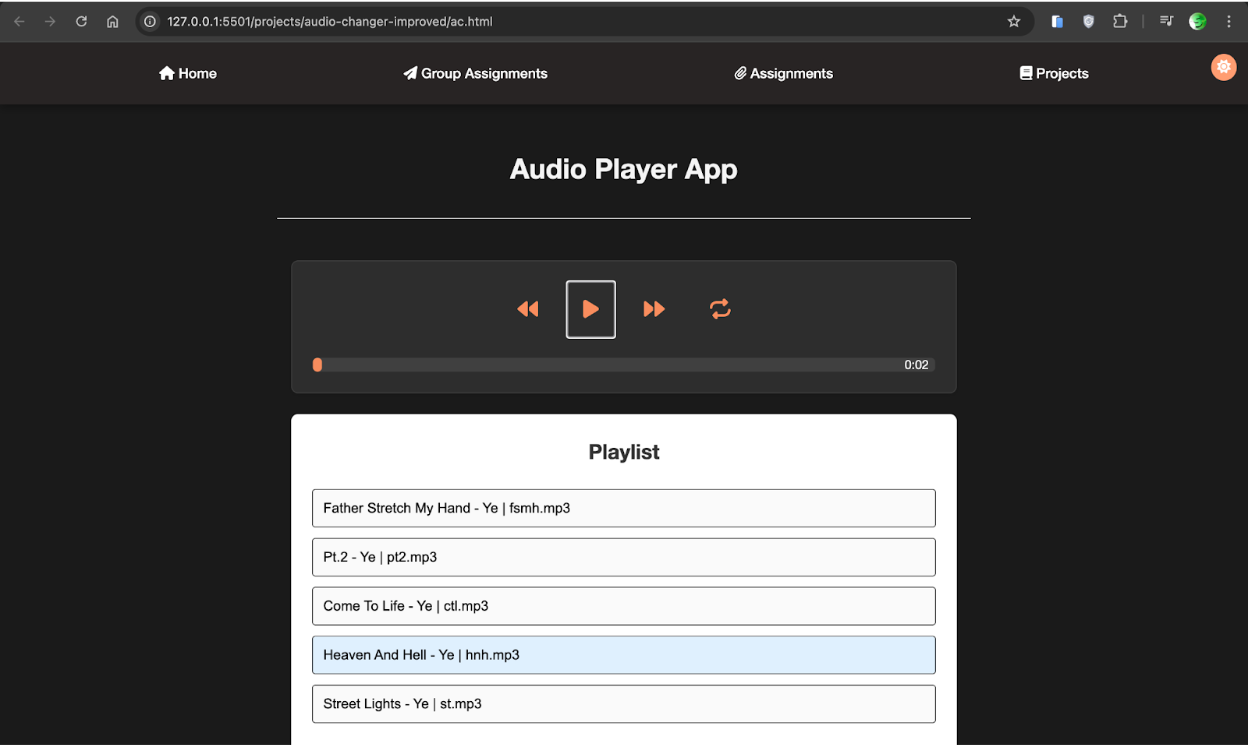 127.0.0.1:5501/projects/audio-changer-improved/ac.html
Home Group Assignments Assignments Projects
Audio Player App
0:02
Playlist
Father Stretch My Hand - Ye | fsmh.mp3
Pt.2 - Ye | pt2.mp3
Come To Life - Ye | ctl.mp3
Heaven And Hell - Ye | hnh.mp3
Street Lights - Ye | st.mp3